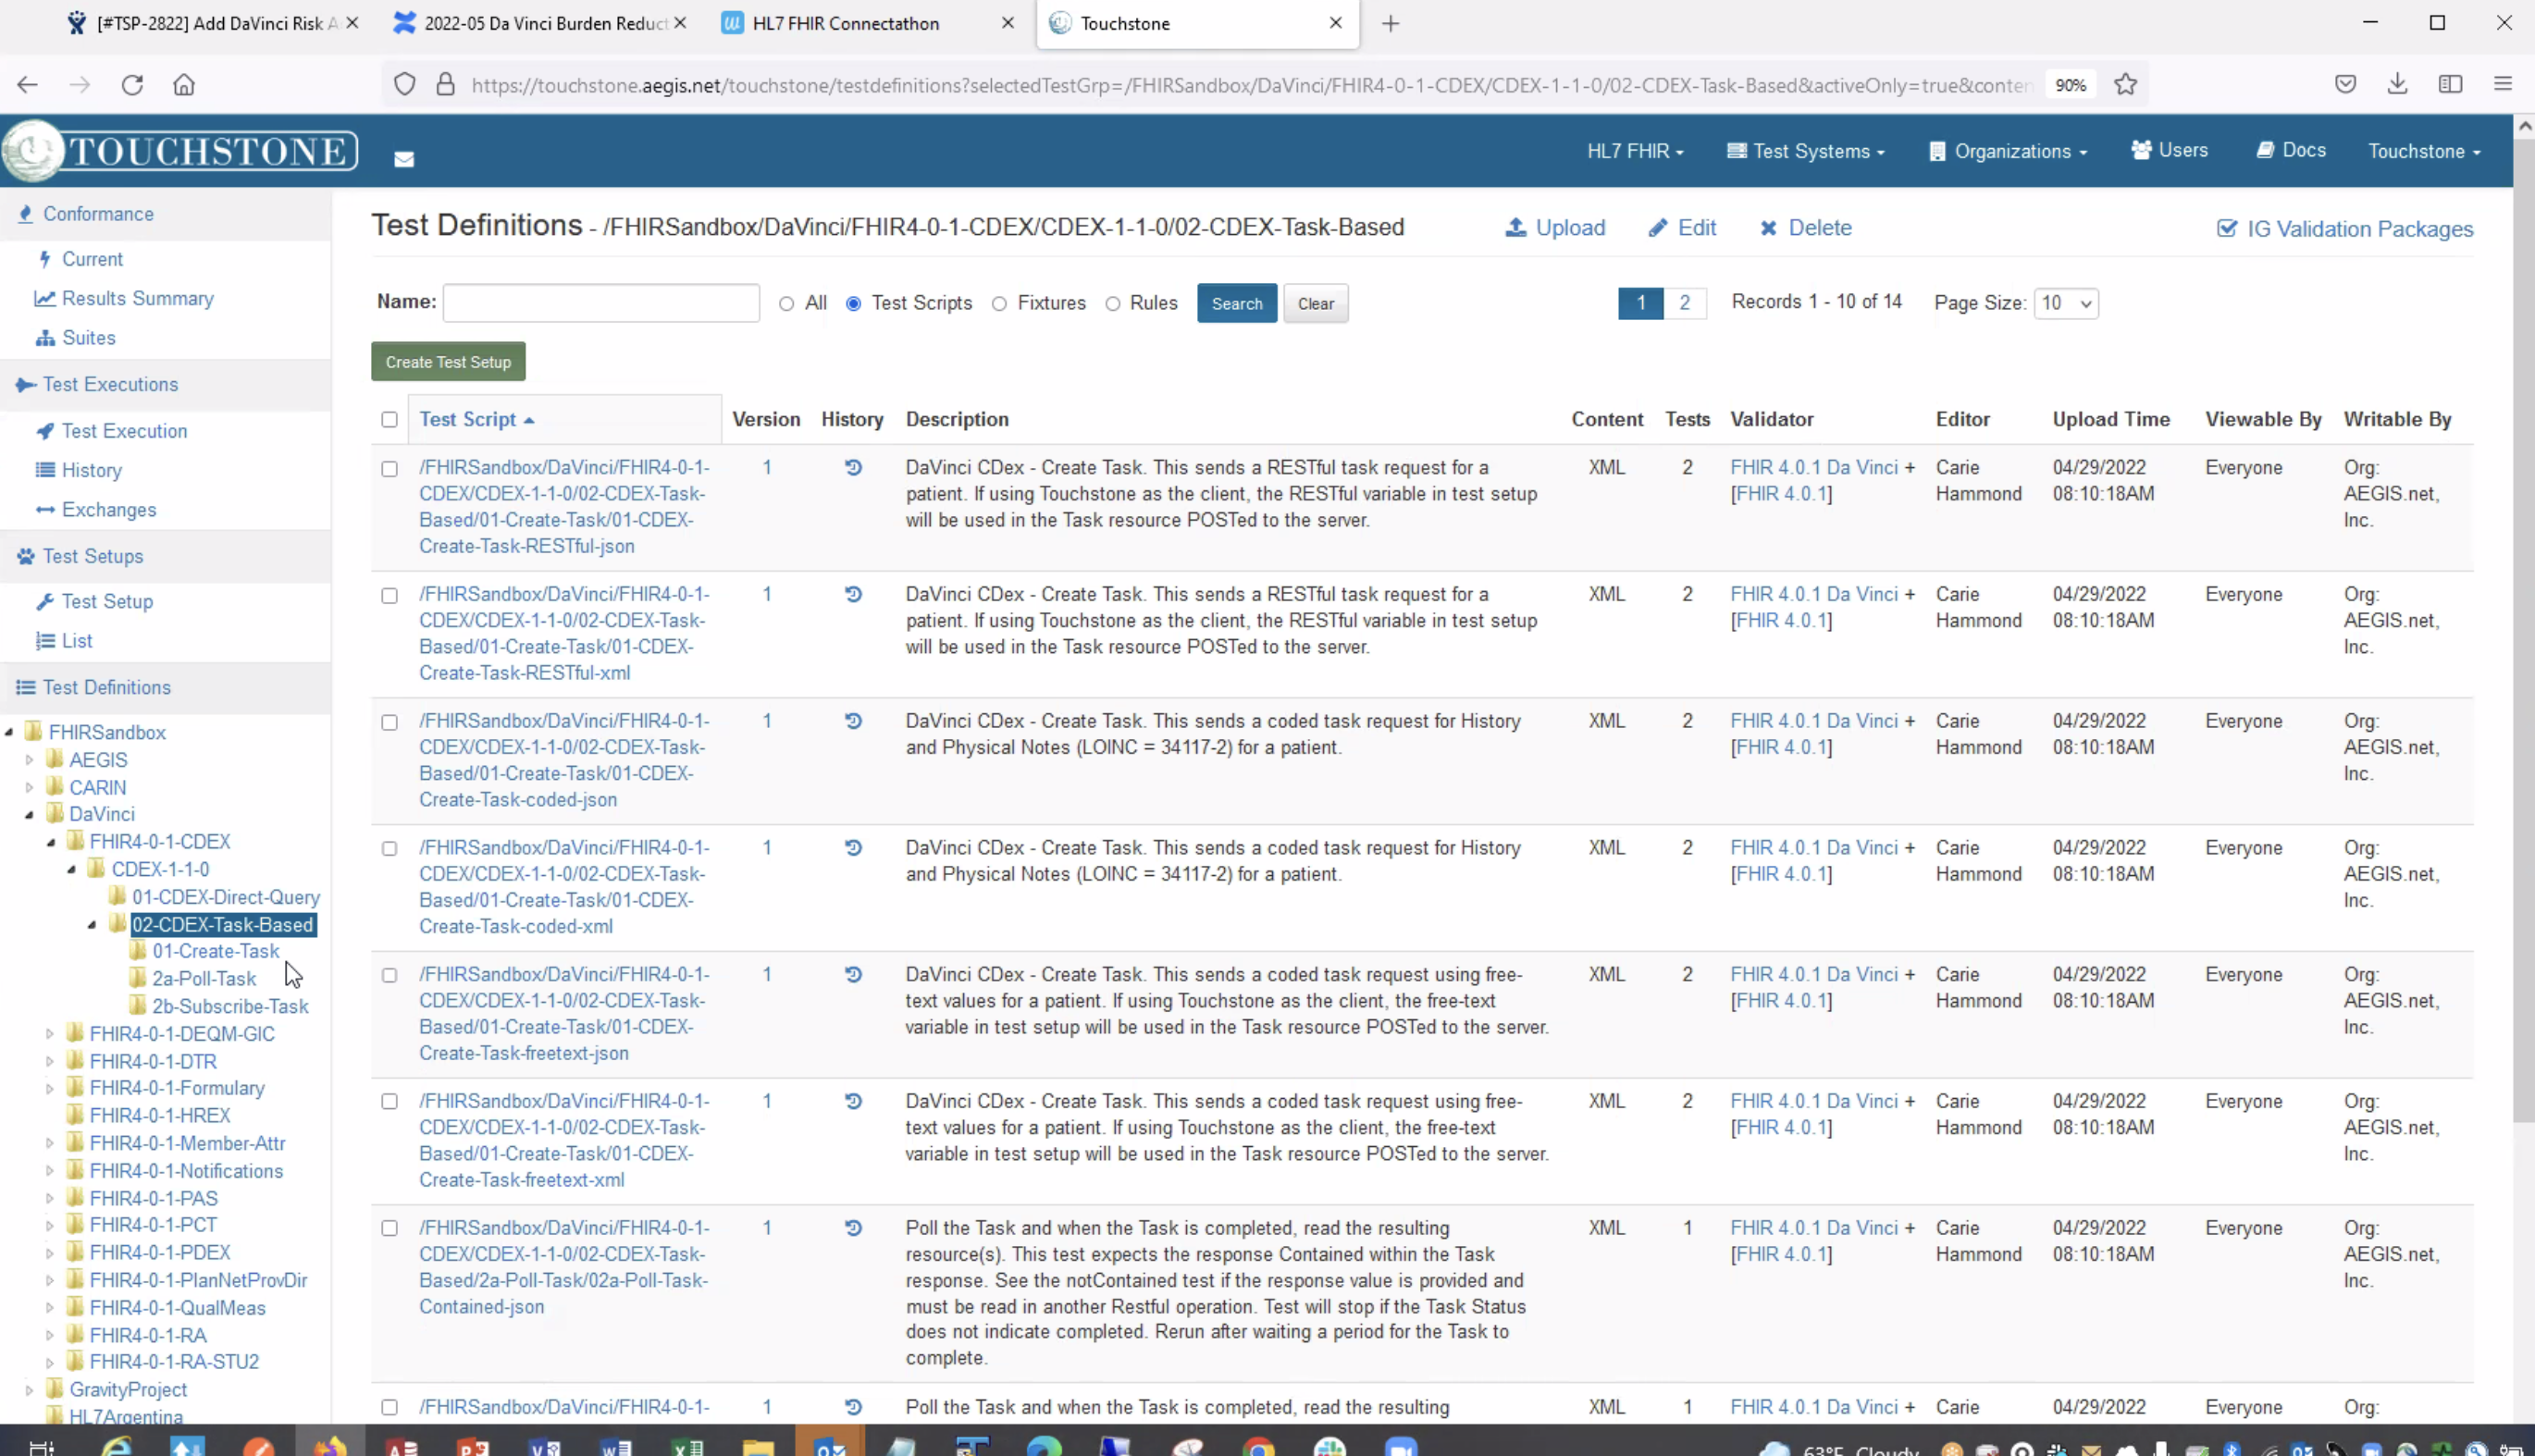 [#TSP-2822] Add DaVinci Risk A
2022-05 Da Vinci Burden Reduct
HL7 FHIR Connectathon
Touchstone
https://touchstone.aegis.net/touchstone/testdefinitions?selectedTestGrp=/FHIRSandbox/DaVinci/FHIR4-0-1-CDEX/CDEX-1-1-0/02-CDEX-Task-Based&activeOnly=true&conten
90%
TOUCHSTONE
HL7 FHIR
Test Systems
Organizations
Users
Docs
Touchstone
Conformance
Current
Results Summary
Suites
Test Executions
Test Execution
History
Exchanges
Test Setups
Test Setup
List
Test Definitions
FHIRSandbox
AEGIS
CARIN
DaVinci
FHIR4-0-1-CDEX
CDEX-1-1-0
01-CDEX-Direct-Query
02-CDEX-Task-Based
01-Create-Task
2a-Poll-Task
2b-Subscribe-Task
FHIR4-0-1-DEQM-GIC
FHIR4-0-1-DTR
FHIR4-0-1-Formulary
FHIR4-0-1-HREX
FHIR4-0-1-Member-Attr
FHIR4-0-1-Notifications
FHIR4-0-1-PAS
FHIR4-0-1-PCT
FHIR4-0-1-PDEX
FHIR4-0-1-PlanNetProvDir
FHIR4-0-1-QualMeas
FHIR4-0-1-RA
FHIR4-0-1-RA-STU2
GravityProject
HL7Argentina
Test Definitions - /FHIRSandbox/DaVinci/FHIR4-0-1-CDEX/CDEX-1-1-0/02-CDEX-Task-Based
Upload
Edit
Delete
IG Validation Packages
Name:
All
Test Scripts
Fixtures
Rules
Search
Clear
1
2
Records 1 - 10 of 14
Page Size:
10
Create Test Setup
Test Script
Version
History
Description
Content
Tests
Validator
Editor
Upload Time
Viewable By
Writable By
/FHIRSandbox/DaVinci/FHIR4-0-1-
CDEX/CDEX-1-1-0/02-CDEX-Task-
Based/01-Create-Task/01-CDEX-
Create-Task-RESTful-json
1
DaVinci CDex - Create Task. This sends a RESTful task request for a
patient. If using Touchstone as the client, the RESTful variable in test setup
will be used in the Task resource POSTed to the server.
XML
2
FHIR 4.0.1 Da Vinci +
[FHIR 4.0.1]
Carie
Hammond
04/29/2022
08:10:18AM
Everyone
Org:
AEGIS.net,
Inc.
/FHIRSandbox/DaVinci/FHIR4-0-1-
CDEX/CDEX-1-1-0/02-CDEX-Task-
Based/01-Create-Task/01-CDEX-
Create-Task-RESTful-xml
1
DaVinci CDex - Create Task. This sends a RESTful task request for a
patient. If using Touchstone as the client, the RESTful variable in test setup
will be used in the Task resource POSTed to the server.
XML
2
FHIR 4.0.1 Da Vinci +
[FHIR 4.0.1]
Carie
Hammond
04/29/2022
08:10:18AM
Everyone
Org:
AEGIS.net,
Inc.
/FHIRSandbox/DaVinci/FHIR4-0-1-
CDEX/CDEX-1-1-0/02-CDEX-Task-
Based/01-Create-Task/01-CDEX-
Create-Task-coded-json
1
DaVinci CDex - Create Task. This sends a coded task request for History
and Physical Notes (LOINC = 34117-2) for a patient.
XML
2
FHIR 4.0.1 Da Vinci +
[FHIR 4.0.1]
Carie
Hammond
04/29/2022
08:10:18AM
Everyone
Org:
AEGIS.net,
Inc.
/FHIRSandbox/DaVinci/FHIR4-0-1-
CDEX/CDEX-1-1-0/02-CDEX-Task-
Based/01-Create-Task/01-CDEX-
Create-Task-coded-xml
1
DaVinci CDex - Create Task. This sends a coded task request for History
and Physical Notes (LOINC = 34117-2) for a patient.
XML
2
FHIR 4.0.1 Da Vinci +
[FHIR 4.0.1]
Carie
Hammond
04/29/2022
08:10:18AM
Everyone
Org:
AEGIS.net,
Inc.
/FHIRSandbox/DaVinci/FHIR4-0-1-
CDEX/CDEX-1-1-0/02-CDEX-Task-
Based/01-Create-Task/01-CDEX-
Create-Task-freetext-json
1
DaVinci CDex - Create Task. This sends a coded task request using free-
text values for a patient. If using Touchstone as the client, the free-text
variable in test setup will be used in the Task resource POSTed to the server.
XML
2
FHIR 4.0.1 Da Vinci +
[FHIR 4.0.1]
Carie
Hammond
04/29/2022
08:10:18AM
Everyone
Org:
AEGIS.net,
Inc.
/FHIRSandbox/DaVinci/FHIR4-0-1-
CDEX/CDEX-1-1-0/02-CDEX-Task-
Based/01-Create-Task/01-CDEX-
Create-Task-freetext-xml
1
DaVinci CDex - Create Task. This sends a coded task request using free-
text values for a patient. If using Touchstone as the client, the free-text
variable in test setup will be used in the Task resource POSTed to the server.
XML
2
FHIR 4.0.1 Da Vinci +
[FHIR 4.0.1]
Carie
Hammond
04/29/2022
08:10:18AM
Everyone
Org:
AEGIS.net,
Inc.
/FHIRSandbox/DaVinci/FHIR4-0-1-
CDEX/CDEX-1-1-0/02-CDEX-Task-
Based/2a-Poll-Task/02a-Poll-Task-
Contained-json
1
Poll the Task and when the Task is completed, read the resulting
resource(s). This test expects the response Contained within the Task
response. See the notContained test if the response value is provided and
must be read in another Restful operation. Test will stop if the Task Status
does not indicate completed. Rerun after waiting a period for the Task to
complete.
XML
1
FHIR 4.0.1 Da Vinci +
[FHIR 4.0.1]
Carie
Hammond
04/29/2022
08:10:18AM
Everyone
Org:
AEGIS.net,
Inc.
/FHIRSandbox/DaVinci/FHIR4-0-1-
1
Poll the Task and when the Task is completed, read the resulting
XML
1
FHIR 4.0.1 Da Vinci +
Carie
04/29/2022
Everyone
Org:
63°F Cloudy